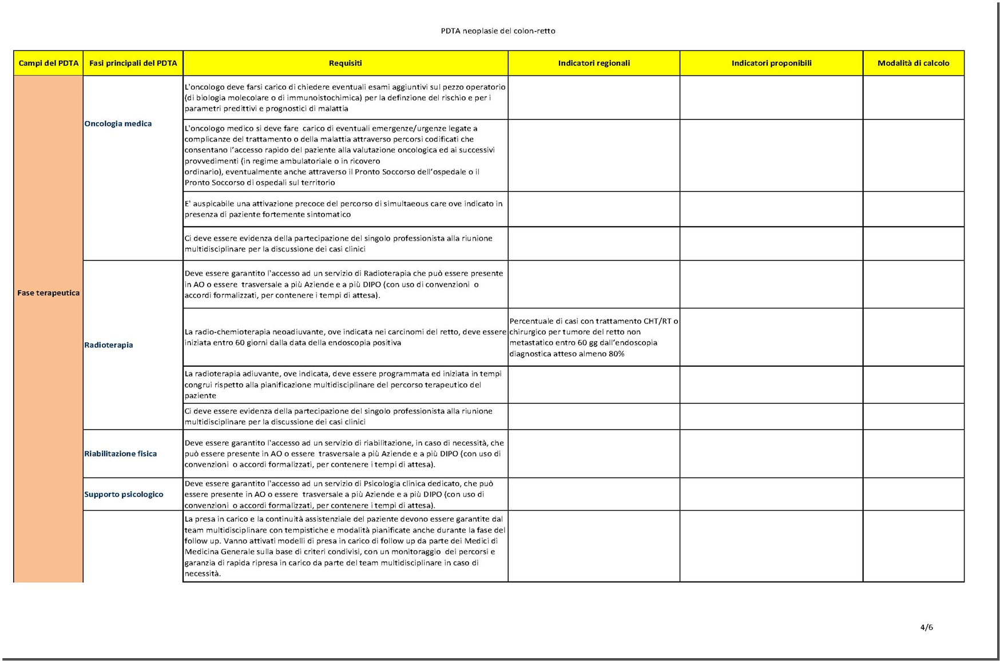 PDTA neoplasie del colon-retto
Campi del PDTA
Fasi principali del PDTA
Requisiti
Indicatori regionali
Indicatori proponibili
Modalità di calcolo
Fase terapeutica
Oncologia medica
L'oncologo deve farsi carico di chiedere eventuali esami aggiuntivi sul pezzo operatorio
(di biologia molecolare o di immunoistochimica) per la definzione del rischio e per i
parametri predittivi e prognostici di malattia
L'oncologo medico si deve fare carico di eventuali emergenze/urgenze legate a
complicanze del trattamento o della malattia attraverso percorsi codificati che
consentano l'accesso rapido del paziente alla valutazione oncologica ed ai successivi
provvedimenti (in regime ambulatoriale o in ricovero
ordinario), eventualmente anche attraverso il Pronto Soccorso dell'ospedale o il
Pronto Soccorso di ospedali sul territorio
E' auspicabile una attivazione precoce del percorso di simultaeous care ove indicato in
presenza di paziente fortemente sintomatico
Ci deve essere evidenza della partecipazione del singolo professionista alla riunione
multidisciplinare per la discussione dei casi clinici
Radioterapia
Deve essere garantito l'accesso ad un servizio di Radioterapia che può essere presente
in AO o essere trasversale a più Aziende e a più DIPO (con uso di convenzioni o
accordi formalizzati, per contenere i tempi di attesa).
La radio-chemioterapia neoadiuvante, ove indicata nei carcinomi del retto, deve essere
iniziata entro 60 giorni dalla data della endoscopia positiva
Percentuale di casi con trattamento CHT/RT o
chirurgico per tumore del retto non
metastatico entro 60 gg dall'endoscopia
diagnostica atteso almeno 80%
La radioterapia adiuvante, ove indicata, deve essere programmata ed iniziata in tempi
congrui rispetto alla pianificazione multidisciplinare del percorso terapeutico del
paziente
Ci deve essere evidenza della partecipazione del singolo professionista alla riunione
multidisciplinare per la discussione dei casi clinici
Riabilitazione fisica
Deve essere garantito l'accesso ad un servizio di riabilitazione, in caso di necessità, che
può essere presente in AO o essere trasversale a più Aziende e a più DIPO (con uso di
convenzioni o accordi formalizzati, per contenere i tempi di attesa).
Supporto psicologico
Deve essere garantito l'accesso ad un servizio di Psicologia clinica dedicato, che può
essere presente in AO o essere trasversale a più Aziende e a più DIPO (con uso di
convenzioni o accordi formalizzati, per contenere i tempi di attesa).
La presa in carico e la continuità assistenziale del paziente devono essere garantite dal
team multidisciplinare con tempistiche e modalità pianificate anche durante la fase del
follow up. Vanno attivati modelli di presa in carico di follow up da parte dei Medici di
Medicina Generale sulla base di criteri condivisi, con un monitoraggio dei percorsi e
garanzia di rapida ripresa in carico da parte del team multidisciplinare in caso di
necessità.
4/6